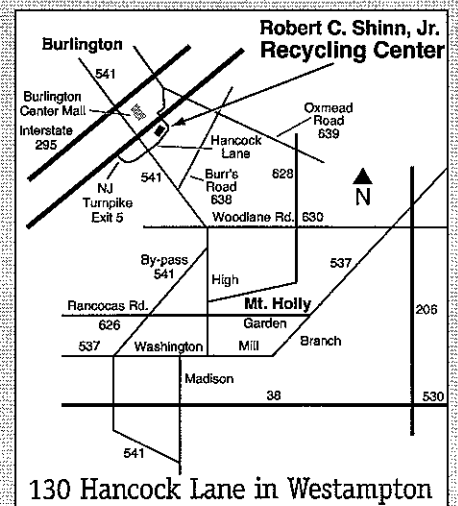 Robert C. Shinn, Jr.
Recycling Center
Burlington
541
Burlington
Center Mall
Interstate
295
Oxmead
Road
639
Hancock
Lane
NJ
Turnpike
Exit 5
541
Burr's
Road
638
628
N
Woodlane Rd. 630
By-pass
541
High
537
Rancocas Rd.
626
Mt. Holly
Garden
206
537
Washington
Mill
Branch
Madison
38
530
541
130 Hancock Lane in Westampton